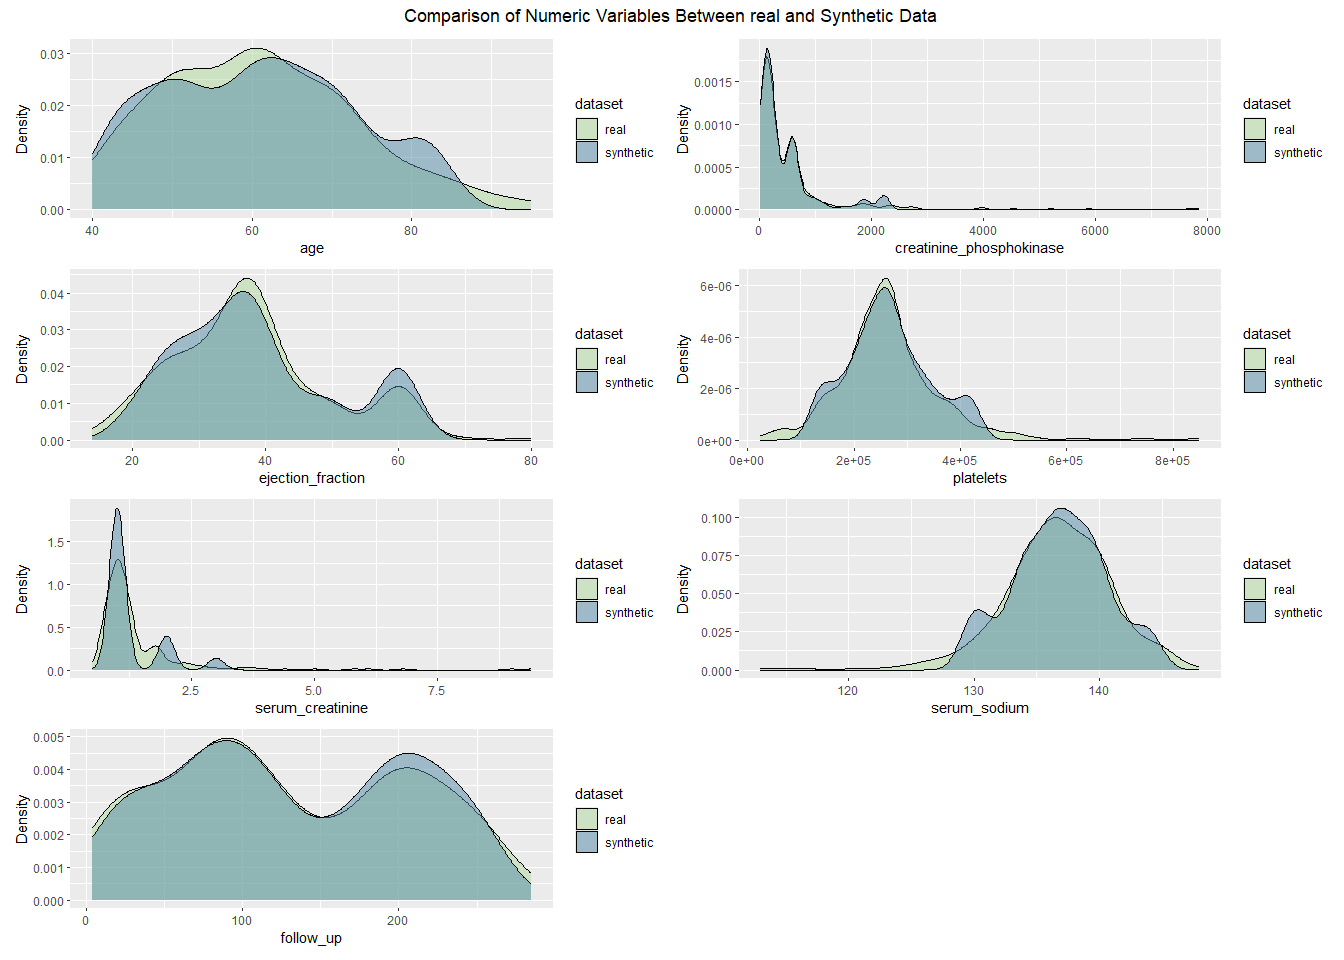 Comparison of Numeric Variables Between real and Synthetic Data
Density
0.03
0.02
0.01
0.00
40
60
80
age
dataset
real
synthetic
Density
0.0015
0.0010
0.0005
0.0000
0
2000
4000
6000
8000
creatinine_phosphokinase
dataset
real
synthetic
Density
0.04
0.03
0.02
0.01
0.00
20
40
60
80
ejection_fraction
dataset
real
synthetic
Density
6e-06
4e-06
2e-06
0e+00
0e+00
2e+05
4e+05
6e+05
8e+05
platelets
dataset
real
synthetic
Density
1.5
1.0
0.5
0.0
2.5
5.0
7.5
serum_creatinine
dataset
real
synthetic
Density
0.100
0.075
0.050
0.025
0.000
120
130
140
serum_sodium
dataset
real
synthetic
Density
0.005
0.004
0.003
0.002
0.001
0.000
0
100
200
follow_up
dataset
real
synthetic